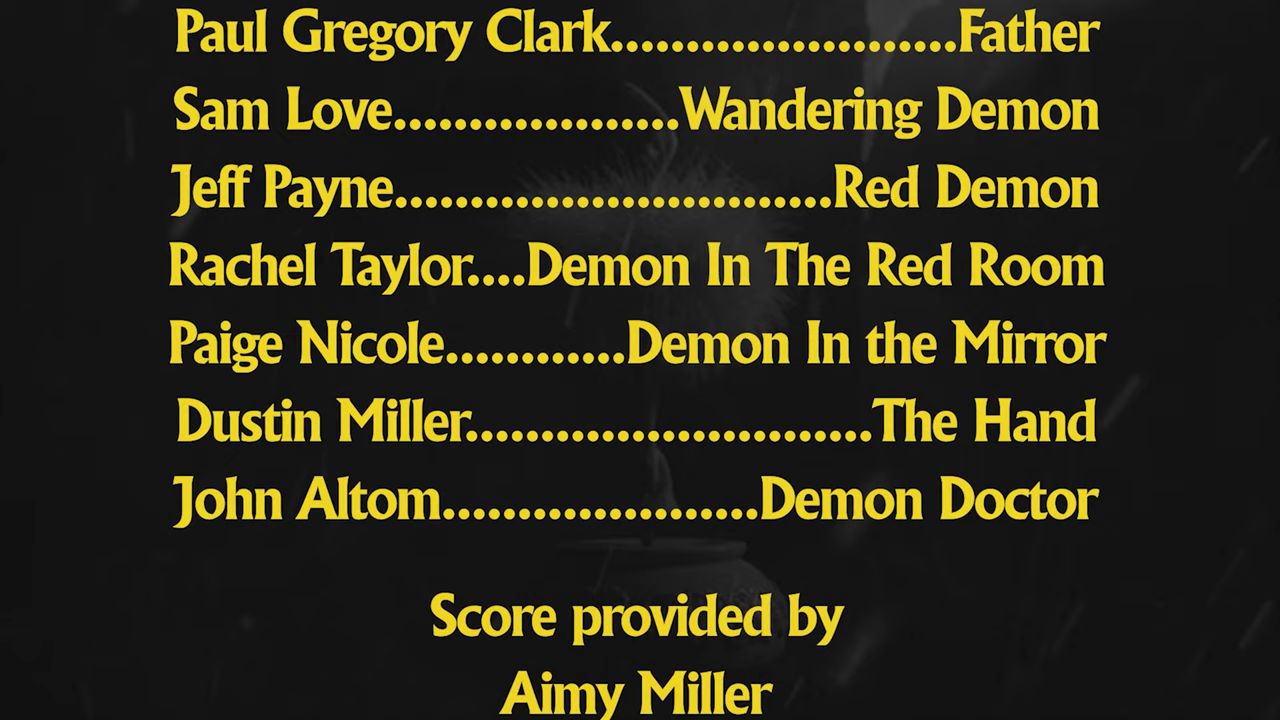 Paul Gregory Clark.......................Father
Sam Love...................Wandering Demon
Jeff Payne.............................Red Demon
Rachel Taylor....Demon In The Red Room
Paige Nicole............Demon In the Mirror
Dustin Miller...........................The Hand
John Altom.....................Demon Doctor
Score provided by
Aimy Miller